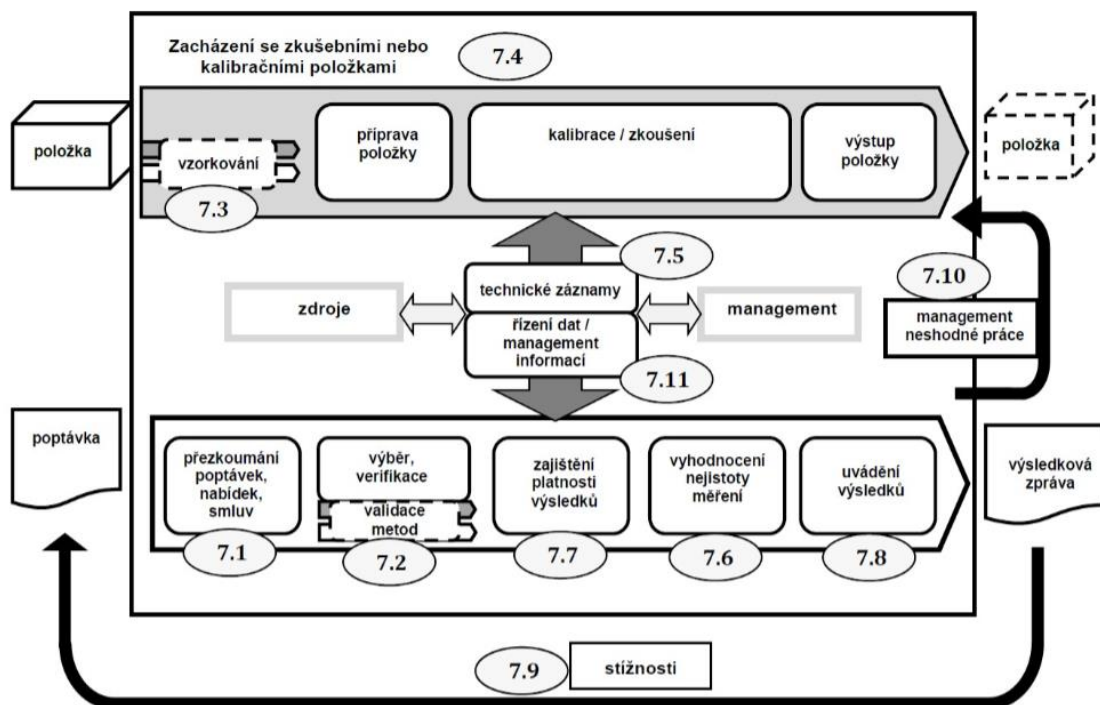 Zacházení se zkušebními nebo
kalibračními položkami
7.4
položka
vzorkování
7.3
příprava
položky
kalibrace / zkoušení
výstup
položky
položka
7.5
technické záznamy
zdroje
management
řízení dat /
management
informací
7.11
7.10
management
neshodné práce
poptávka
přezkoumání
poptávek,
nabídek,
smluv
7.1
výběr,
verifikace
validace
metod
7.2
zajištění
platnosti
výsledků
7.7
vyhodnocení
nejistoty
měření
7.6
uvádění
výsledků
7.8
výsledková
zpráva
7.9
stížnosti